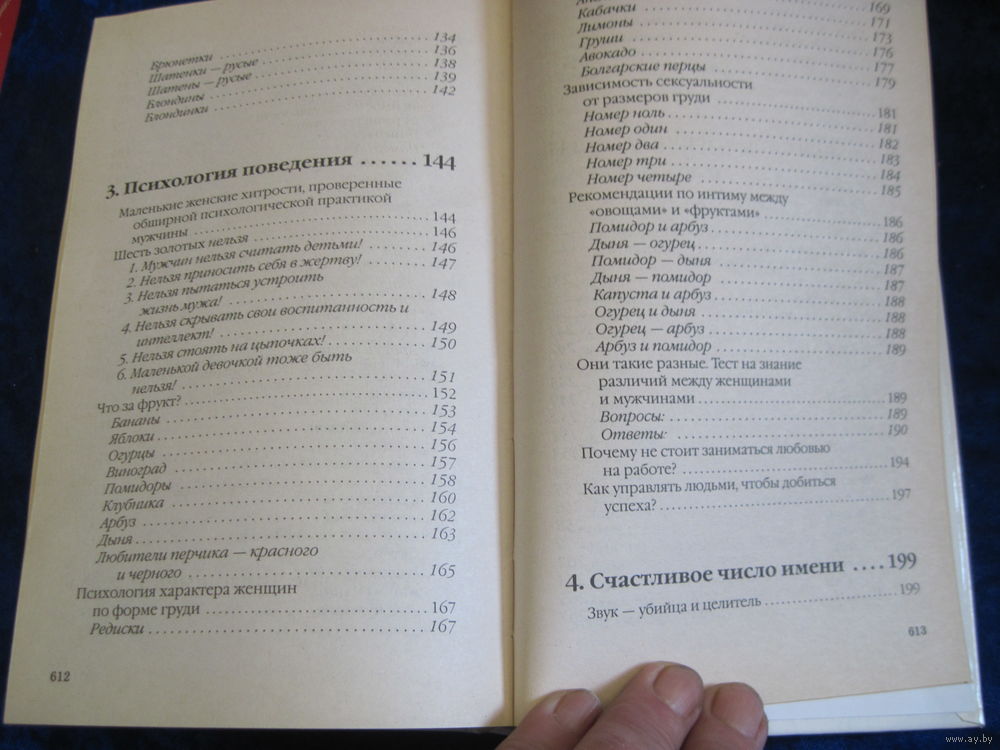 Брюнетки 134
Шатенки — русые 136
Шатены — русые 138
Блондины 139
Блондинки 142
3. Психология поведения ...... 144
Маленькие женские хитрости, проверенные
обширной психологической практикой
мужчины 144
Шесть золотых нельзя 146
1. Мужчин нельзя считать детьми! 146
2. Нельзя приносить себя в жертву! 147
3. Нельзя пытаться устроить
жизнь мужа! 148
4. Нельзя скрывать свои воспитанность и
интеллект! 149
5. Нельзя стоять на цыпочках! 150
6. Маленькой девочкой тоже быть
нельзя! 151
Что за фрукт? 152
Бананы 153
Яблоки 154
Огурцы 156
Виноград 157
Помидоры 158
Клубника 160
Арбуз 162
Дыня 163
Любители перчика — красного
и черного 165
Психология характера женщин
по форме груди 167
Редиски 167
612
169
Кабачки 171
Лимоны 173
Груши 176
Авокадо 177
Болгарские перцы 179
Зависимость сексуальности
от размеров груди 181
Номер ноль 181
Номер один 182
Номер два 183
Номер три 184
Номер четыре 185
Рекомендации по интиму между
«овощами» и «фруктами» 186
Помидор и арбуз 186
Дыня — огурец 186
Помидор — дыня 187
Дыня — помидор 187
Капуста и арбуз 188
Огурец и дыня 188
Огурец — арбуз 188
Арбуз и помидор 189
Они такие разные. Тест на знание
различий между женщинами
и мужчинами 189
Вопросы: 189
Ответы: 190
Почему не стоит заниматься любовью
на работе? 194
Как управлять людьми, чтобы добиться
успеха? 197
4. Счастливое число имени .... 199
Звук — убийца и целитель 199
613
www.ay.by